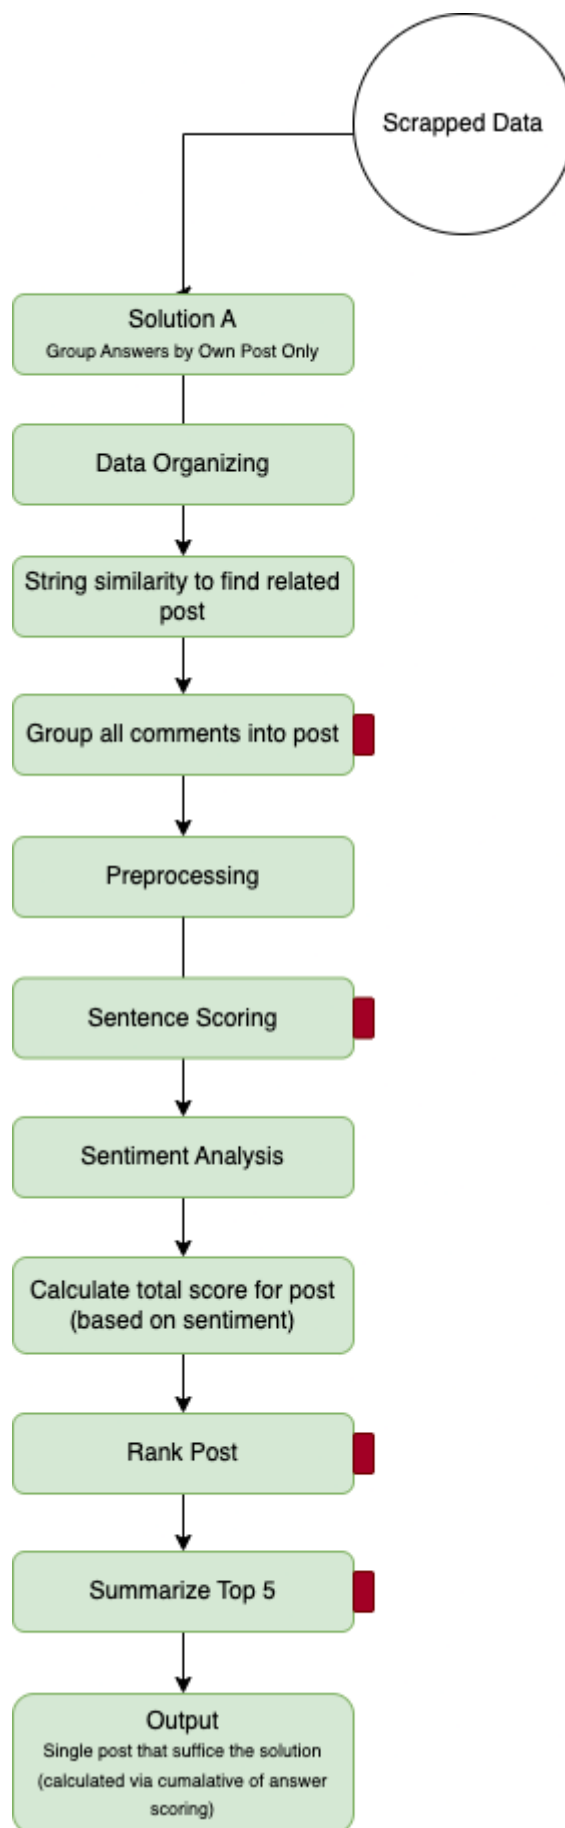 Scrapped Data
Solution A
Group Answers by Own Post Only
Data Organizing
String similarity to find related
post
Group all comments into post
Preprocessing
Sentence Scoring
Sentiment Analysis
Calculate total score for post
(based on sentiment)
Rank Post
Summarize Top 5
Output
Single post that suffice the solution
(calculated via cumalative of answer
scoring)